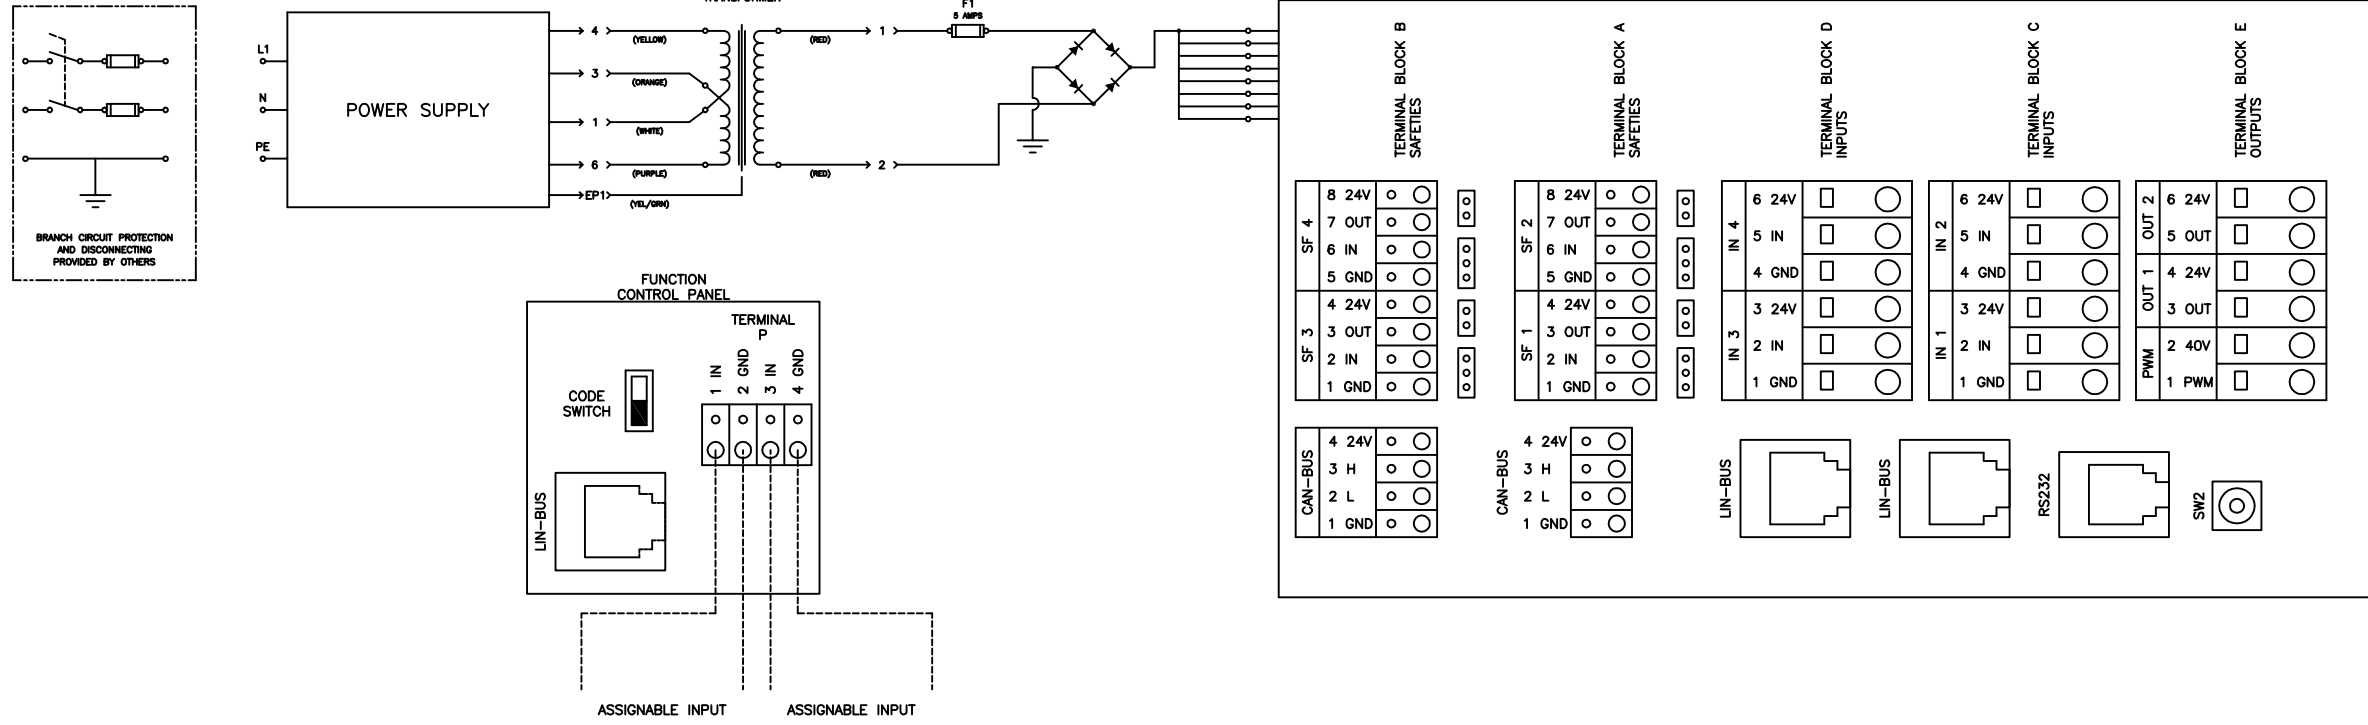 BRANCH CIRCUIT PROTECTION
AND DISCONNECTING
PROVIDED BY OTHERS
L1
N
PE
POWER SUPPLY
4
(YELLOW)
3
(ORANGE)
1
(WHITE)
6
(PURPLE)
EP1
(YEL/GRN)
TRANSFORMER
(RED)
1
(RED)
2
F1
5 AMPS
FUNCTION
CONTROL PANEL
TERMINAL
P
1 IN
2 GND
3 IN
4 GND
CODE
SWITCH
LIN-BUS
ASSIGNABLE INPUT
ASSIGNABLE INPUT
TERMINAL BLOCK B
SAFETIES
SF 4
8 24V
7 OUT
6 IN
5 GND
SF 3
4 24V
3 OUT
2 IN
1 GND
CAN-BUS
4 24V
3 H
2 L
1 GND
TERMINAL BLOCK A
SAFETIES
SF 2
8 24V
7 OUT
6 IN
5 GND
SF 1
4 24V
3 OUT
2 IN
1 GND
CAN-BUS
4 24V
3 H
2 L
1 GND
TERMINAL BLOCK D
INPUTS
IN 4
6 24V
5 IN
4 GND
IN 3
3 24V
2 IN
1 GND
LIN-BUS
TERMINAL BLOCK C
INPUTS
IN 2
6 24V
5 IN
4 GND
IN 1
3 24V
2 IN
1 GND
LIN-BUS
TERMINAL BLOCK E
OUTPUTS
OUT 2
6 24V
5 OUT
OUT 1
4 24V
3 OUT
PWM
2 40V
1 PWM
RS232
SW2